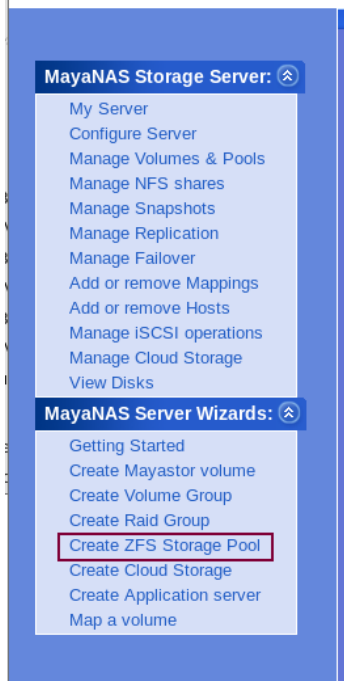 MayaNAS Storage Server:
My Server
Configure Server
Manage Volumes & Pools
Manage NFS shares
Manage Snapshots
Manage Replication
Manage Failover
Add or remove Mappings
Add or remove Hosts
Manage iSCSI operations
Manage Cloud Storage
View Disks
MayaNAS Server Wizards:
Getting Started
Create Mayastor volume
Create Volume Group
Create Raid Group
Create ZFS Storage Pool
Create Cloud Storage
Create Application server
Map a volume